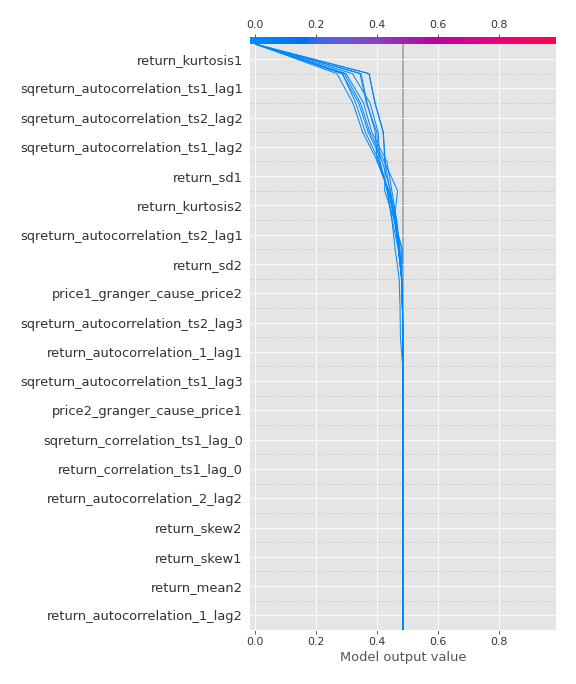 0.0 0.2 0.4 0.6 0.8
return_kurtosis1
sqreturn_autocorrelation_ts1_lag1
sqreturn_autocorrelation_ts2_lag2
sqreturn_autocorrelation_ts1_lag2
return_sd1
return_kurtosis2
sqreturn_autocorrelation_ts2_lag1
return_sd2
price1_granger_cause_price2
sqreturn_autocorrelation_ts2_lag3
return_autocorrelation_1_lag1
sqreturn_autocorrelation_ts1_lag3
price2_granger_cause_price1
sqreturn_correlation_ts1_lag_0
return_correlation_ts1_lag_0
return_autocorrelation_2_lag2
return_skew2
return_skew1
return_mean2
return_autocorrelation_1_lag2
0.0 0.2 0.4 0.6 0.8
Model output value